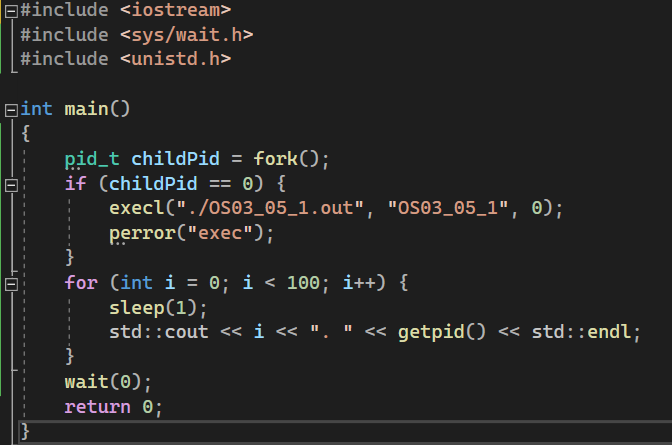 #include <iostream>
#include <sys/wait.h>
#include <unistd.h>

int main()
{
    pid_t childPid = fork();
    if (childPid == 0) {
        execl("./OS03_05_1.out", "OS03_05_1", 0);
        perror("exec");
    }
    for (int i = 0; i < 100; i++) {
        sleep(1);
        std::cout << i << ". " << getpid() << std::endl;
    }
    wait(0);
    return 0;
}